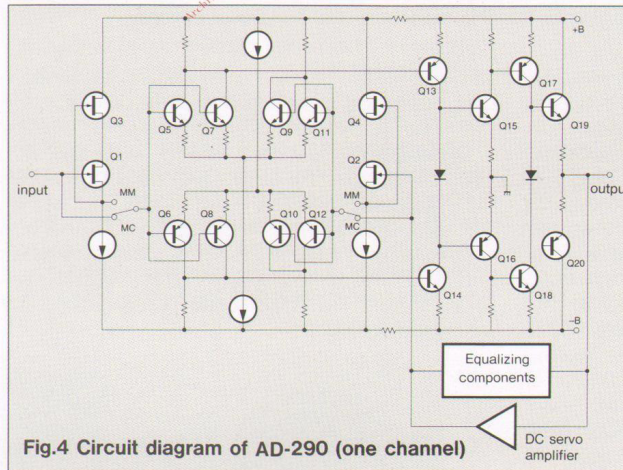 +B
Q13
Q17
Q3
Q5
Q7
Q9
Q11
Q4
Q15
Q19
Q1
Q2
input
MM
MC
MM
MC
output
Q6
Q8
Q10
Q12
Q16
Q20
Q14
Q18
-B
Equalizing
components
DC servo
amplifier
Fig.4 Circuit diagram of AD-290 (one channel)